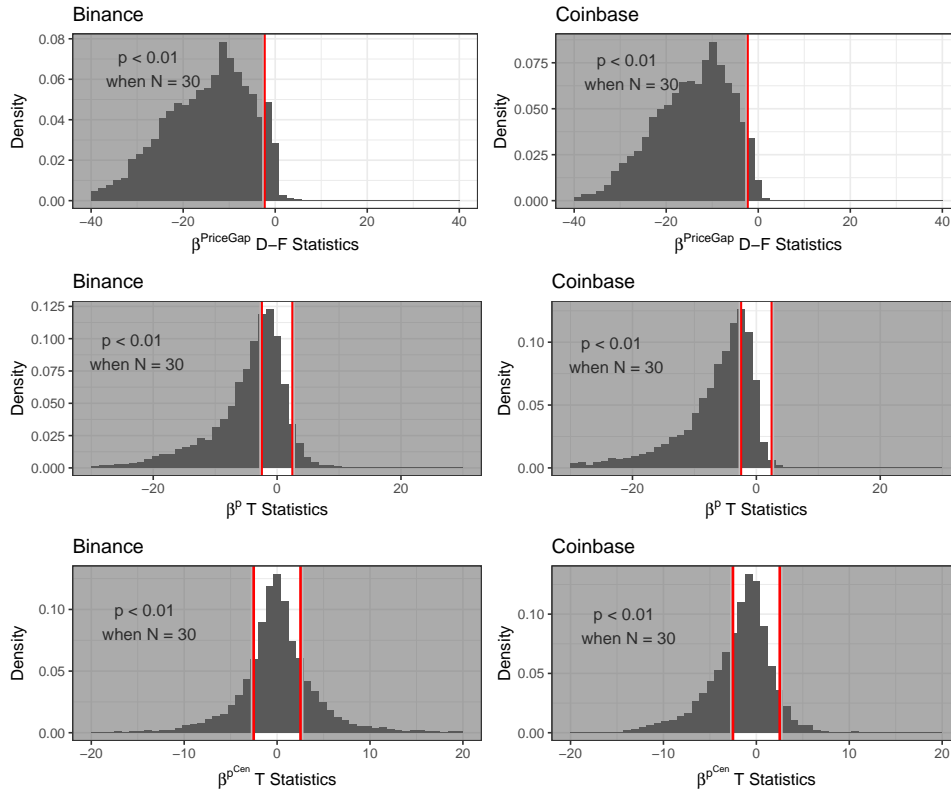 Binance
0.08
0.06
0.04
0.02
0.00
Density
p < 0.01
when N = 30
−40
−20
0
20
40
β^PriceGap D−F Statistics
Coinbase
0.075
0.050
0.025
0.000
Density
p < 0.01
when N = 30
−40
−20
0
20
40
β^PriceGap D−F Statistics
Binance
0.125
0.100
0.075
0.050
0.025
0.000
Density
p < 0.01
when N = 30
−20
0
20
β^p T Statistics
Coinbase
0.10
0.05
0.00
Density
p < 0.01
when N = 30
−20
0
20
β^p T Statistics
Binance
0.10
0.05
0.00
Density
p < 0.01
when N = 30
−20
−10
0
10
20
β^p^Cen T Statistics
Coinbase
0.10
0.05
0.00
Density
p < 0.01
when N = 30
−20
−10
0
10
20
β^p^Cen T Statistics